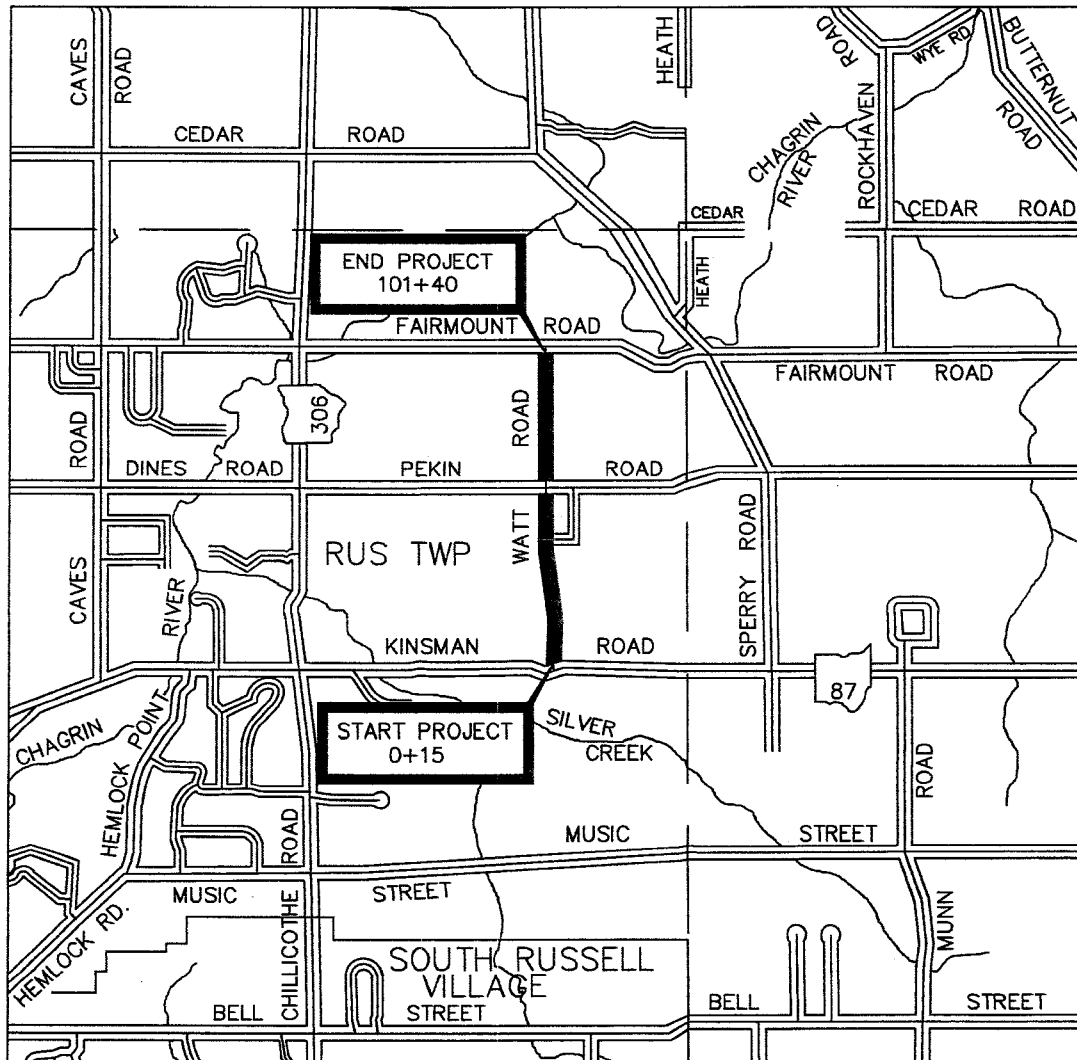 CAVES
ROAD
HEATH
ROAD
WYE RD
BUTTERNUT
ROAD
CEDAR ROAD
CHAGRIN
RIVER
ROCKHAVEN
CEDAR
CEDAR ROAD
END PROJECT
101+40
HEATH
FAIRMOUNT ROAD
FAIRMOUNT ROAD
306
ROAD
ROAD
DINES ROAD
PEKIN ROAD
WATT
RUS TWP
SPERRY ROAD
CAVES
RIVER
KINSMAN ROAD
87
CHAGRIN
HEMLOCK POINT
START PROJECT
0+15
SILVER
CREEK
ROAD
ROAD
MUSIC STREET
MUSIC STREET
HEMLOCK RD.
CHILLICOTHE
MUNN
SOUTH RUSSELL
VILLAGE
BELL STREET
BELL STREET